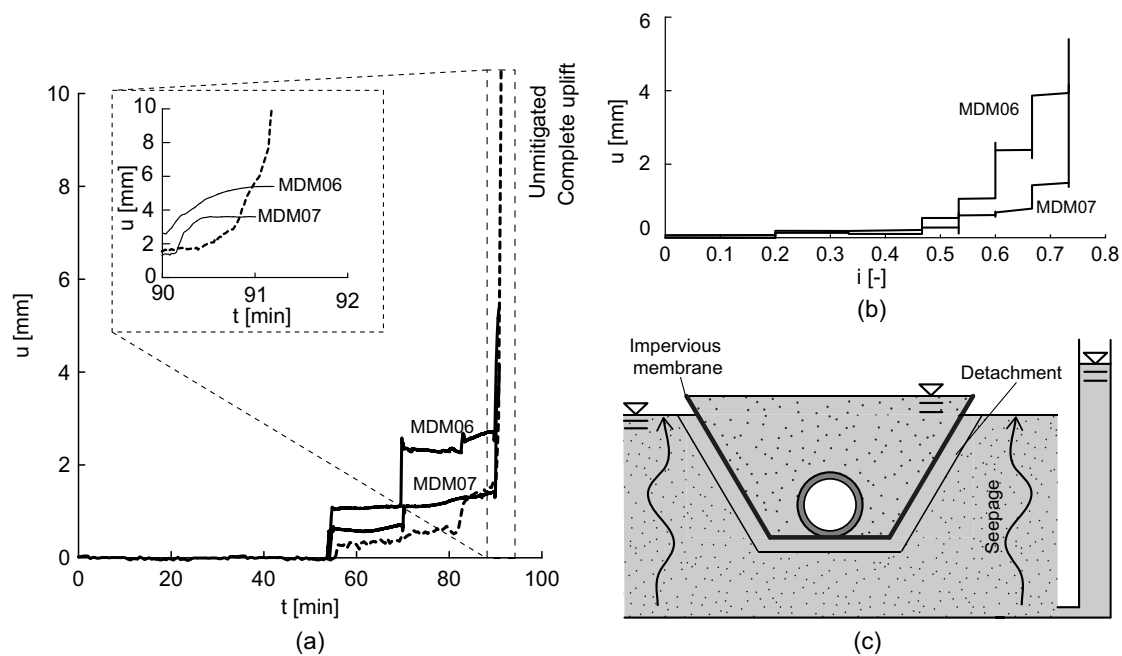 10
8
6
4
2
0
u [mm]
0
20
40
60
80
100
t [min]
(a)
MDM06
MDM07
Unmitigated
Complete uplift
10
8
6
4
2
0
u [mm]
MDM06
MDM07
90
91
92
t [min]
6
4
2
0
u [mm]
MDM06
MDM07
0
0.1
0.2
0.3
0.4
0.5
0.6
0.7
0.8
i [-]
(b)
Impervious
membrane
Detachment
Seepage
(c)